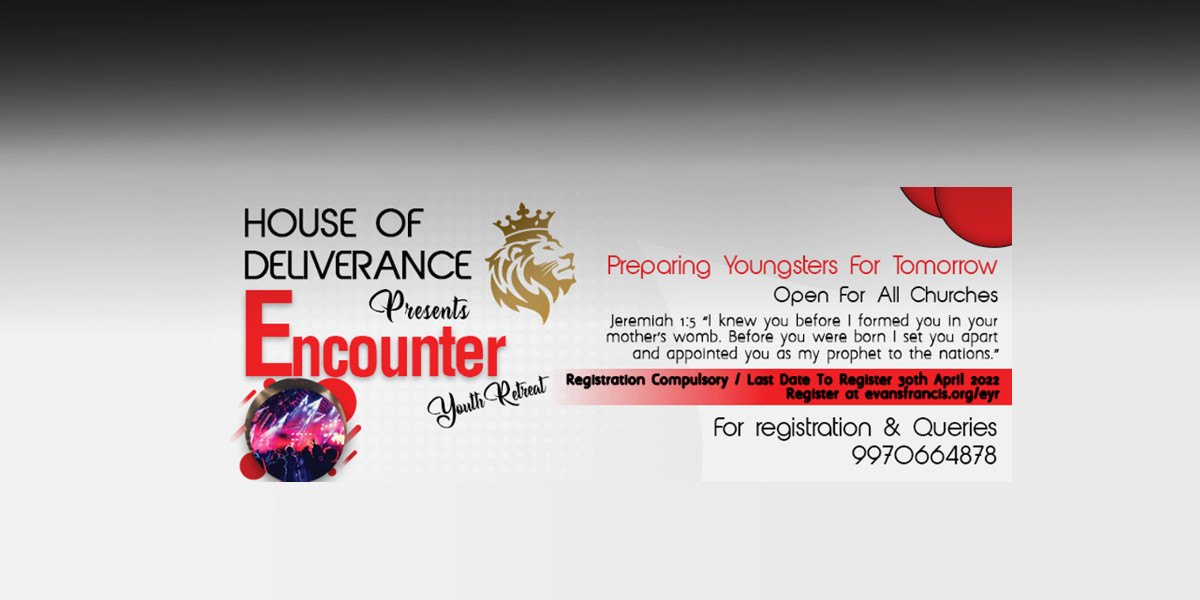 HOUSE OF
DELIVERANCE
Presents
Encounter
Youth Retreat
Preparing Youngsters For Tomorrow
Open For All Churches
Jeremiah 1:5 "I knew you before I formed you in your
mother's womb. Before you were born I set you apart
and appointed you as my prophet to the nations."
Registration Compulsory / Last Date To Register 30th April 2022
Register at evansfrancis.org/eyr
For registration & Queries
9970664878